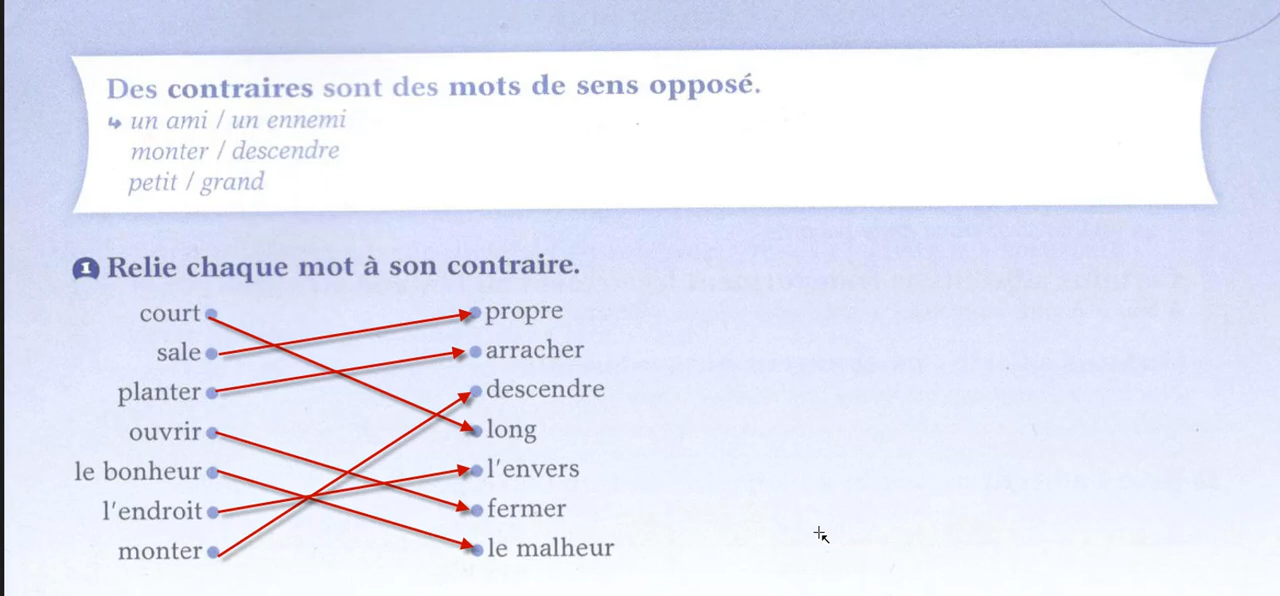 Des contraires sont des mots de sens opposé.
↳ un ami / un ennemi
monter / descendre
petit / grand
1 Relie chaque mot à son contraire.
court propre
sale arracher
planter descendre
ouvrir long
le bonheur l'envers
l'endroit fermer
monter le malheur